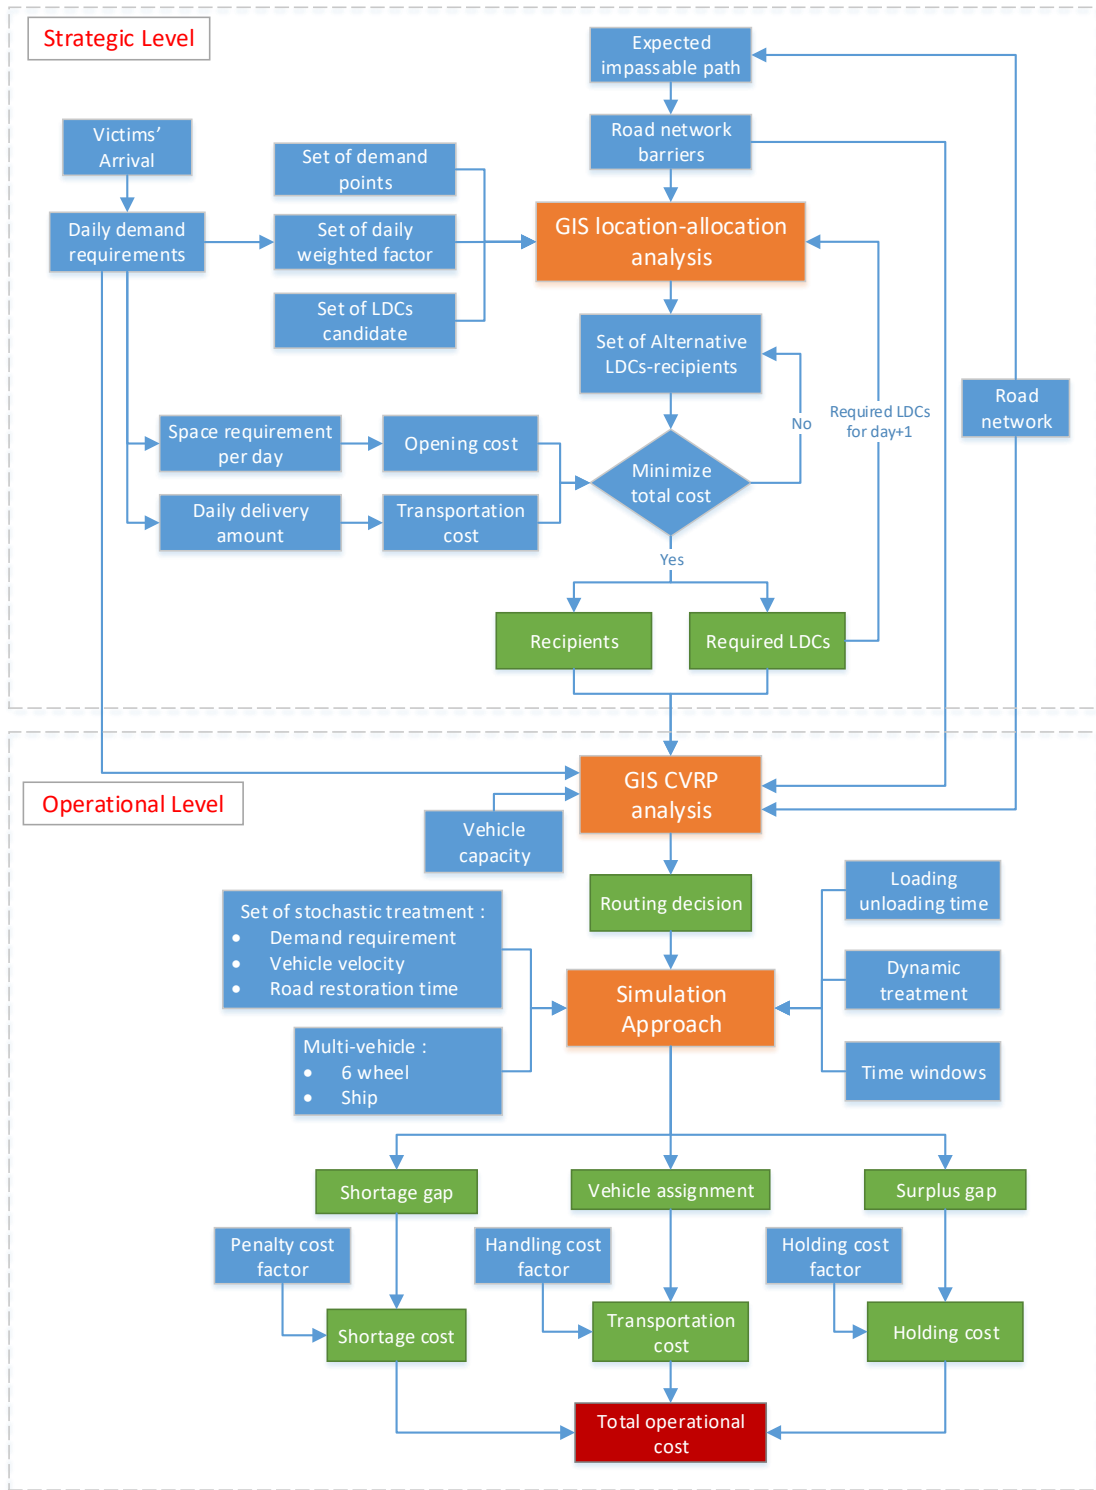 Strategic Level
Expected
impassable path
Victims'
Arrival
Road network
barriers
Set of demand
points
Daily demand
requirements
Set of daily
weighted factor
GIS location-allocation
analysis
Set of LDCs
candidate
Set of Alternative
LDCs-recipients
Road
network
No
Required LDCs
for day+1
Space requirement
per day
Opening cost
Minimize
total cost
Daily delivery
amount
Transportation
cost
Yes
Recipients
Required LDCs
Operational Level
GIS CVRP
analysis
Vehicle
capacity
Routing decision
Loading
unloading time
Set of stochastic treatment :
• Demand requirement
• Vehicle velocity
• Road restoration time
Dynamic
treatment
Simulation
Approach
Multi-vehicle :
• 6 wheel
• Ship
Time windows
Shortage gap
Vehicle assignment
Surplus gap
Penalty cost
factor
Handling cost
factor
Holding cost
factor
Shortage cost
Transportation
cost
Holding cost
Total operational
cost